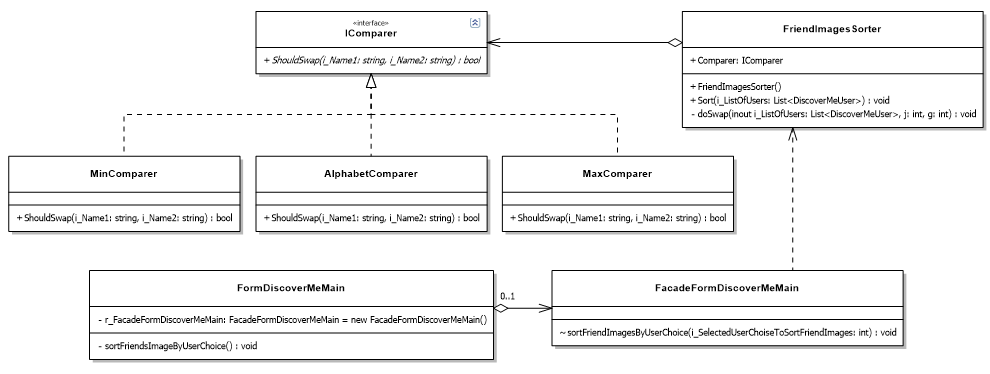 «interface»
IComparer
+ ShouldSwap(i_Name1: string, i_Name2: string) : bool
FriendImagesSorter
+ Comparer: IComparer
+ FriendImagesSorter()
+ Sort(i_ListOfUsers: List<DiscoverMeUser>) : void
- doSwap(inout i_ListOfUsers: List<DiscoverMeUser>, j: int, g: int) : void
MinComparer
+ ShouldSwap(i_Name1: string, i_Name2: string) : bool
AlphabetComparer
+ ShouldSwap(i_Name1: string, i_Name2: string) : bool
MaxComparer
+ ShouldSwap(i_Name1: string, i_Name2: string) : bool
FormDiscoverMeMain
- r_FacadeFormDiscoverMeMain: FacadeFormDiscoverMeMain = new FacadeFormDiscoverMeMain()
- sortFriendsImageByUserChoice() : void
0..1
FacadeFormDiscoverMeMain
~ sortFriendImagesByUserChoice(i_SelectedUserChoiseToSortFriendImages: int) : void